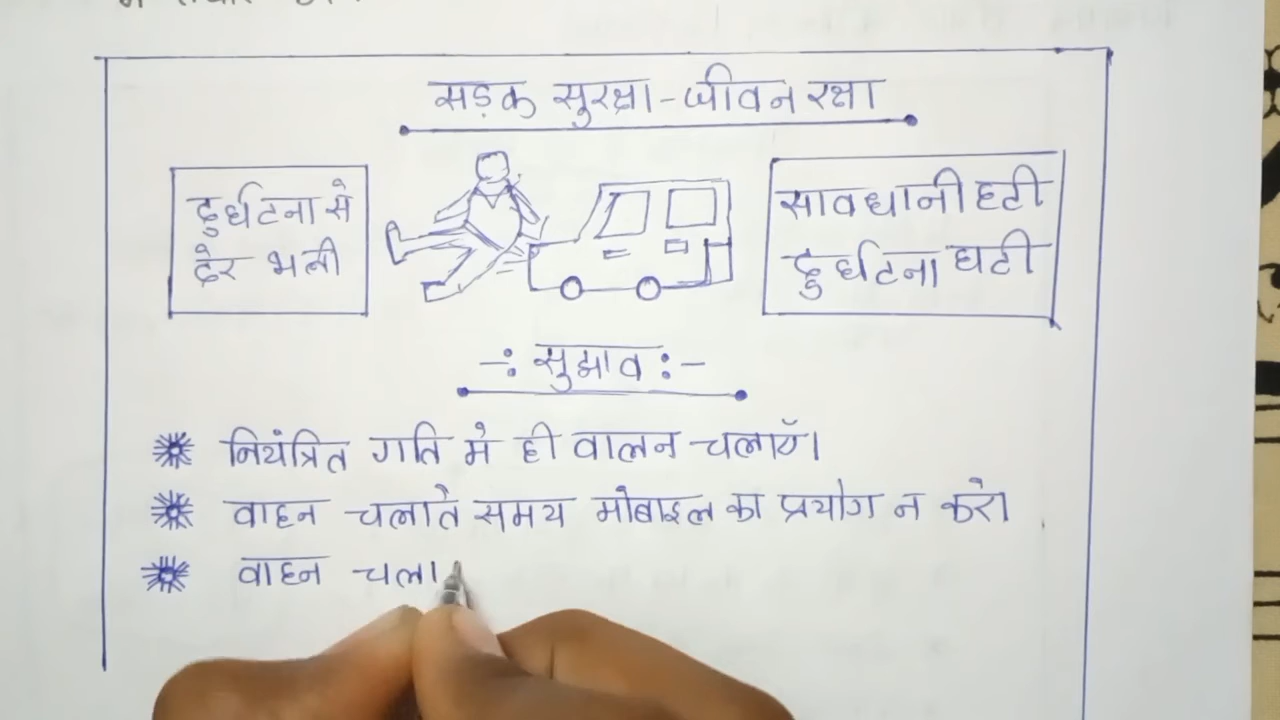 सड़क सुरक्षा - जीवन रक्षा
दुर्घटना से
देर भली
सावधानी हटी
दुर्घटना घटी
-: सुझाव :-
नियंत्रित गति मे ही वालन चलाएँ।
वाहन चलाते समय मोबाइल का प्रयोग न करे।
वाहन चला